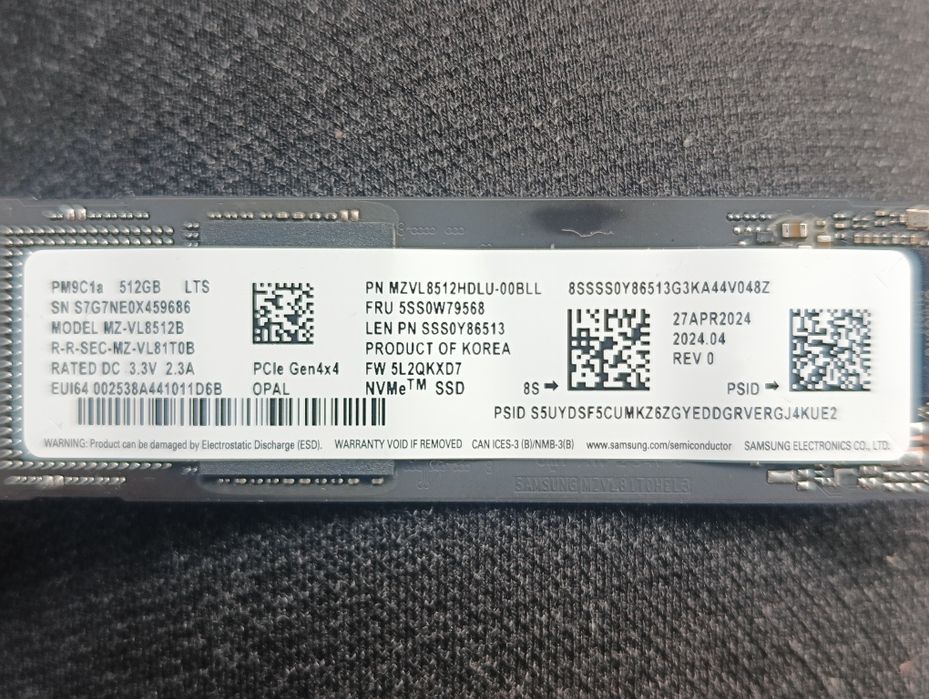 PM9C1a 512GB LTS
SN S7G7NE0X459686
MODEL MZ-VL8512B
R-R-SEC-MZ-VL81T0B
RATED DC 3.3V 2.3A
EUI64 002538A441011D6B
PCIe Gen4x4
OPAL
PN MZVL8512HDLU-00BLL
FRU 5SS0W79568
LEN PN SSS0Y86513
PRODUCT OF KOREA
FW 5L2QKXD7
NVMe™ SSD
8SSSS0Y86513G3KA44V048Z
27APR2024
2024.04
REV 0
8S→
PSID→
PSID S5UYDSF5CUMKZ6ZGYEDDGRVERGJ4KUE2
WARNING: Product can be damaged by Electrostatic Discharge (ESD). WARRANTY VOID IF REMOVED CAN ICES-3 (B)/NMB-3(B) www.samsung.com/semiconductor SAMSUNG ELECTRONICS CO., LTD.
SAMSUNG MZVL81T0HEL3